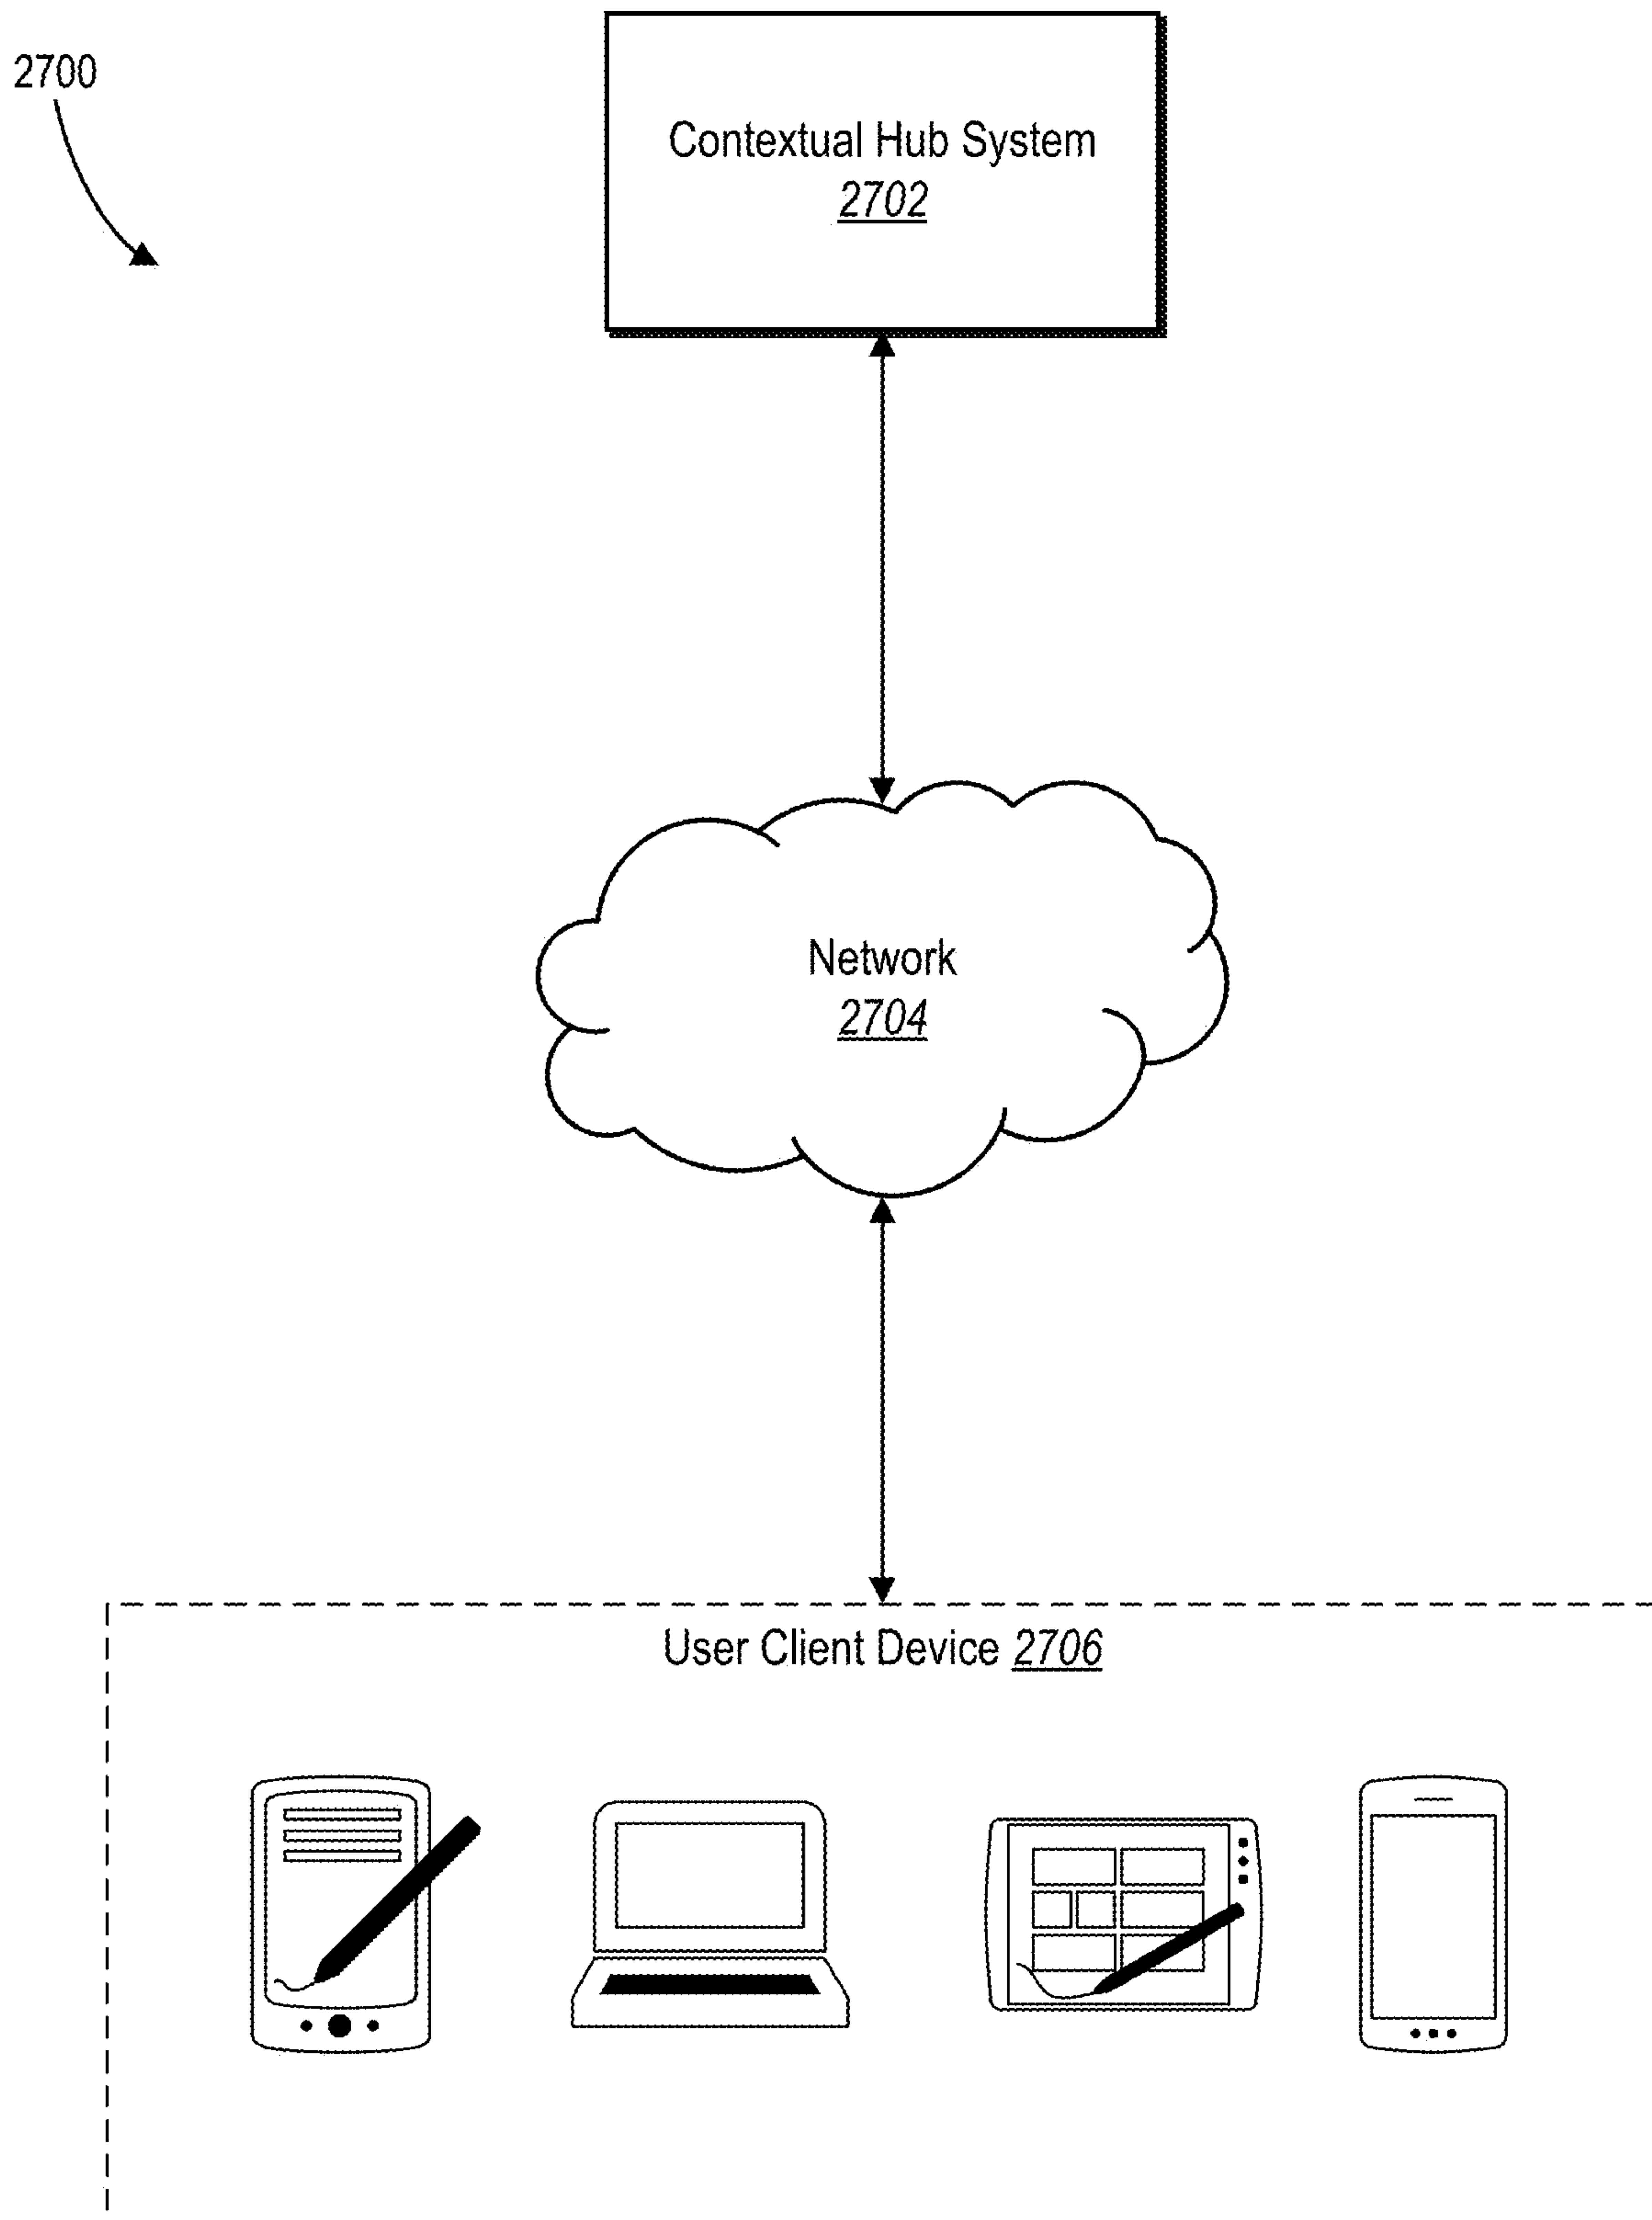 2700
Contextual Hub System
2702
Network
2704
User Client Device 2706